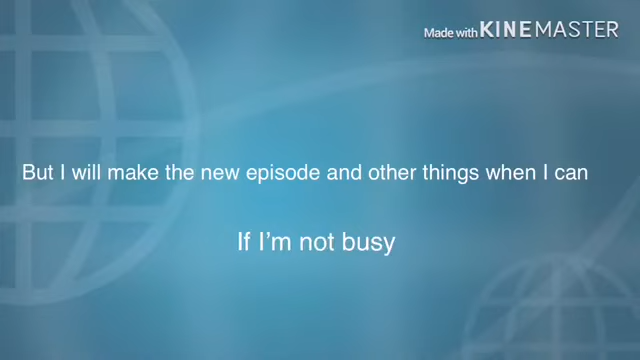 Made with KINEMASTER
But I will make the new episode and other things when I can
If I'm not busy